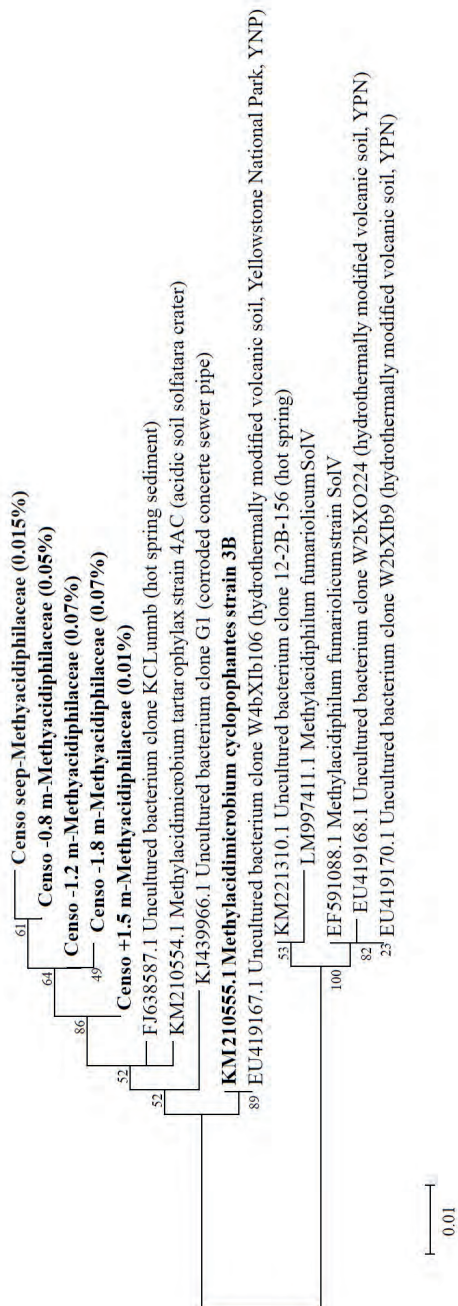 Censo seep-Methyacidiphilaceae (0.015%)
61
Censo -0.8 m-Methyacidiphilaceae (0.05%)
64
Censo -1.2 m-Methyacidiphilaceae (0.07%)
49
Censo -1.8 m-Methyacidiphilaceae (0.07%)
86
Censo +1.5 m-Methyacidiphilaceae (0.01%)
52
FJ638587.1 Uncultured bacterium clone KCLunmb (hot spring sediment)
KM210554.1 Methylacidimicrobium tartarophylax strain 4AC (acidic soil solfatara crater)
52
KJ439966.1 Uncultured bacterium clone G1 (corroded concerte sewer pipe)
KM210555.1 Methylacidimicrobium cyclopophantes strain 3B
89
EU419167.1 Uncultured bacterium clone W4bXIb106 (hydrothermally modified volcanic soil, Yellowstone National Park, YNP)
KM221310.1 Uncultured bacterium clone 12-2B-156 (hot spring)
53
LM997411.1 Methylacidiphilum fumariolicum SolV
100
EF591088.1 Methylacidiphilum fumariolicum strain SolV
EU419168.1 Uncultured bacterium clone W2bXO224 (hydrothermally modified volcanic soil, YPN)
82
23
EU419170.1 Uncultured bacterium clone W2bXIb9 (hydrothermally modified volcanic soil, YPN)
0.01